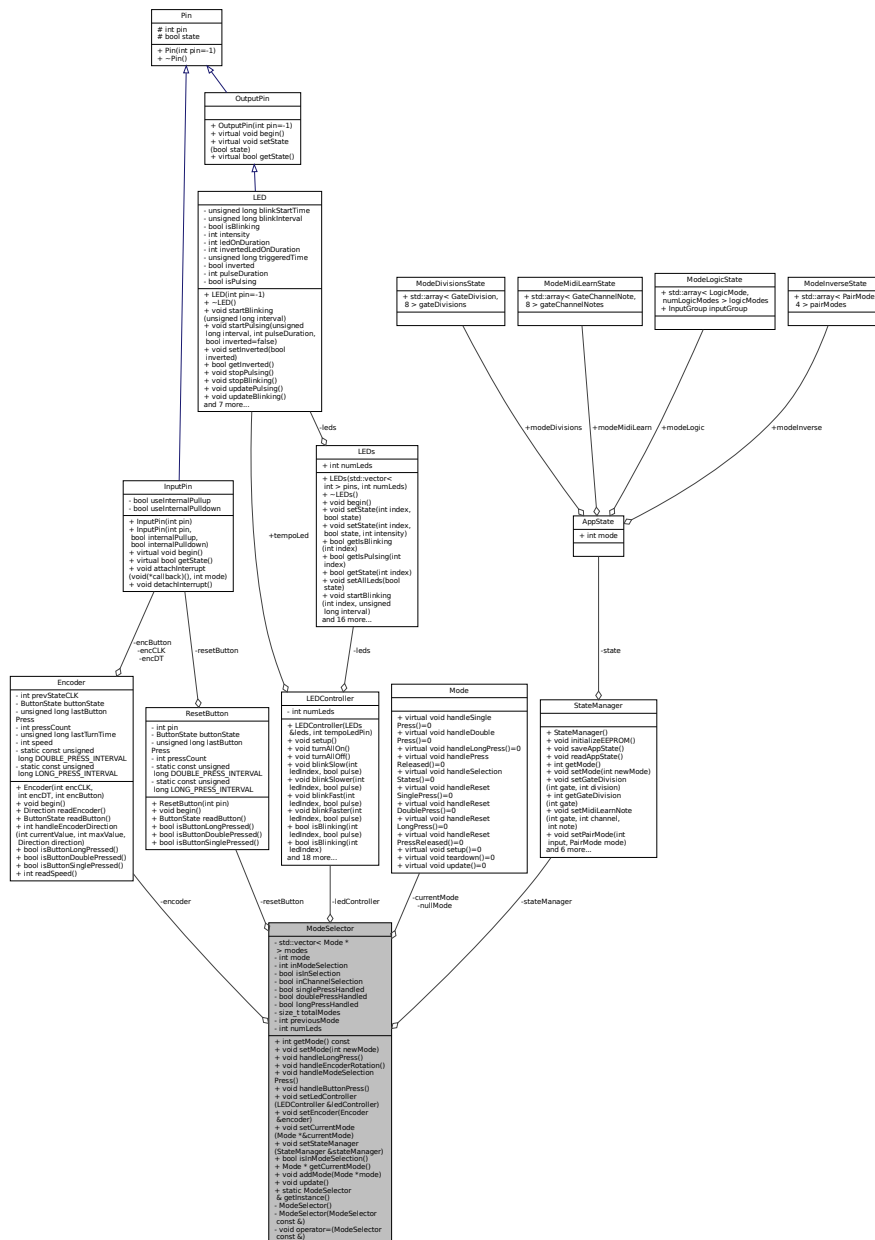 Pin
# int pin
# bool state
+ Pin(int pin=-1)
+ ~Pin()
OutputPin
+ OutputPin(int pin=-1)
+ virtual void begin()
+ virtual void setState
(bool state)
+ virtual bool getState()
LED
- unsigned long blinkStartTime
- unsigned long blinkInterval
- bool isBlinking
- int intensity
- int ledOnDuration
- int invertedLedOnDuration
- unsigned long triggeredTime
- bool inverted
- int pulseDuration
- bool isPulsing
+ LED(int pin=-1)
+ ~LED()
+ void startBlinking
(unsigned long interval)
+ void startPulsing(unsigned
long interval, int pulseDuration,
bool inverted=false)
+ void setInverted(bool
inverted)
+ bool getInverted()
+ void stopPulsing()
+ void stopBlinking()
+ void updatePulsing()
+ void updateBlinking()
and 7 more...
ModeDivisionsState
+ std::array< GateDivision,
8 > gateDivisions
ModeMidiLearnState
+ std::array< GateChannelNote,
8 > gateChannelNotes
ModeLogicState
+ std::array< LogicMode,
numLogicModes > logicModes
+ InputGroup inputGroup
ModeInverseState
+ std::array< PairMode,
4 > pairModes
+modeDivisions
+modeMidiLearn
+modeLogic
+modeInverse
-leds
LEDs
+ int numLeds
+ LEDs(std::vector<
int > pins, int numLeds)
+ ~LEDs()
+ void begin()
+ void setState(int index,
bool state)
+ void setState(int index,
bool state, int intensity)
+ bool getIsBlinking
(int index)
+ bool getIsPulsing(int
index)
+ bool getState(int index)
+ void setAllLeds(bool
state)
+ void startBlinking
(int index, unsigned
long interval)
and 16 more...
InputPin
- bool useInternalPullup
- bool useInternalPulldown
+ InputPin(int pin)
+ InputPin(int pin,
bool internalPullup,
bool internalPulldown)
+ virtual void begin()
+ virtual bool getState()
+ void attachInterrupt
(void(*callback)(), int mode)
+ void detachInterrupt()
+tempoLed
AppState
+ int mode
-encButton
-encCLK
-encDT
-resetButton
-leds
-state
Encoder
- int prevStateCLK
- ButtonState buttonState
- unsigned long lastButton
Press
- int pressCount
- unsigned long lastTurnTime
- int speed
- static const unsigned
long DOUBLE_PRESS_INTERVAL
- static const unsigned
long LONG_PRESS_INTERVAL
+ Encoder(int encCLK,
int encDT, int encButton)
+ void begin()
+ Direction readEncoder()
+ ButtonState readButton()
+ int handleEncoderDirection
(int currentValue, int maxValue,
Direction direction)
+ bool isButtonLongPressed()
+ bool isButtonDoublePressed()
+ bool isButtonSinglePressed()
+ int readSpeed()
ResetButton
- int pin
- ButtonState buttonState
- unsigned long lastButton
Press
- int pressCount
- static const unsigned
long DOUBLE_PRESS_INTERVAL
- static const unsigned
long LONG_PRESS_INTERVAL
+ ResetButton(int pin)
+ void begin()
+ ButtonState readButton()
+ bool isButtonLongPressed()
+ bool isButtonDoublePressed()
+ bool isButtonSinglePressed()
LEDController
- int numLeds
+ LEDController(LEDs
&leds, int tempoLedPin)
+ void setup()
+ void turnAllOn()
+ void turnAllOff()
+ void blinkSlow(int
ledIndex, bool pulse)
+ void blinkSlower(int
ledIndex, bool pulse)
+ void blinkFast(int
ledIndex, bool pulse)
+ void blinkFaster(int
ledIndex, bool pulse)
+ bool isBlinking(int
ledIndex, bool pulse)
+ bool isBlinking(int
ledIndex)
and 18 more...
Mode
+ virtual void handleSingle
Press()=0
+ virtual void handleDouble
Press()=0
+ virtual void handleLongPress()=0
+ virtual void handlePress
Released()=0
+ virtual void handleSelection
States()=0
+ virtual void handleReset
SinglePress()=0
+ virtual void handleReset
DoublePress()=0
+ virtual void handleReset
LongPress()=0
+ virtual void handleReset
PressReleased()=0
+ virtual void setup()=0
+ virtual void teardown()=0
+ virtual void update()=0
StateManager
+ StateManager()
+ void initializeEEPROM()
+ void saveAppState()
+ void readAppState()
+ int getMode()
+ void setMode(int newMode)
+ void setGateDivision
(int gate, int division)
+ int getGateDivision
(int gate)
+ void setMidiLearnNote
(int gate, int channel,
int note)
+ void setPairMode(int
input, PairMode mode)
and 6 more...
-encoder
-resetButton
-ledController
-currentMode
-nullMode
-stateManager
ModeSelector
- std::vector< Mode *
> modes
- int mode
- int inModeSelection
- bool isInSelection
- bool inChannelSelection
- bool singlePressHandled
- bool doublePressHandled
- bool longPressHandled
- size_t totalModes
- int previousMode
- int numLeds
+ int getMode() const
+ void setMode(int newMode)
+ void handleLongPress()
+ void handleEncoderRotation()
+ void handleModeSelection
Press()
+ void handleButtonPress()
+ void setLedController
(LEDController &ledController)
+ void setEncoder(Encoder
&encoder)
+ void setCurrentMode
(Mode *&currentMode)
+ void setStateManager
(StateManager &stateManager)
+ bool isInModeSelection()
+ Mode * getCurrentMode()
+ void addMode(Mode *mode)
+ void update()
+ static ModeSelector
& getInstance()
- ModeSelector()
- ModeSelector(ModeSelector
const &)
- void operator=(ModeSelector
const &)